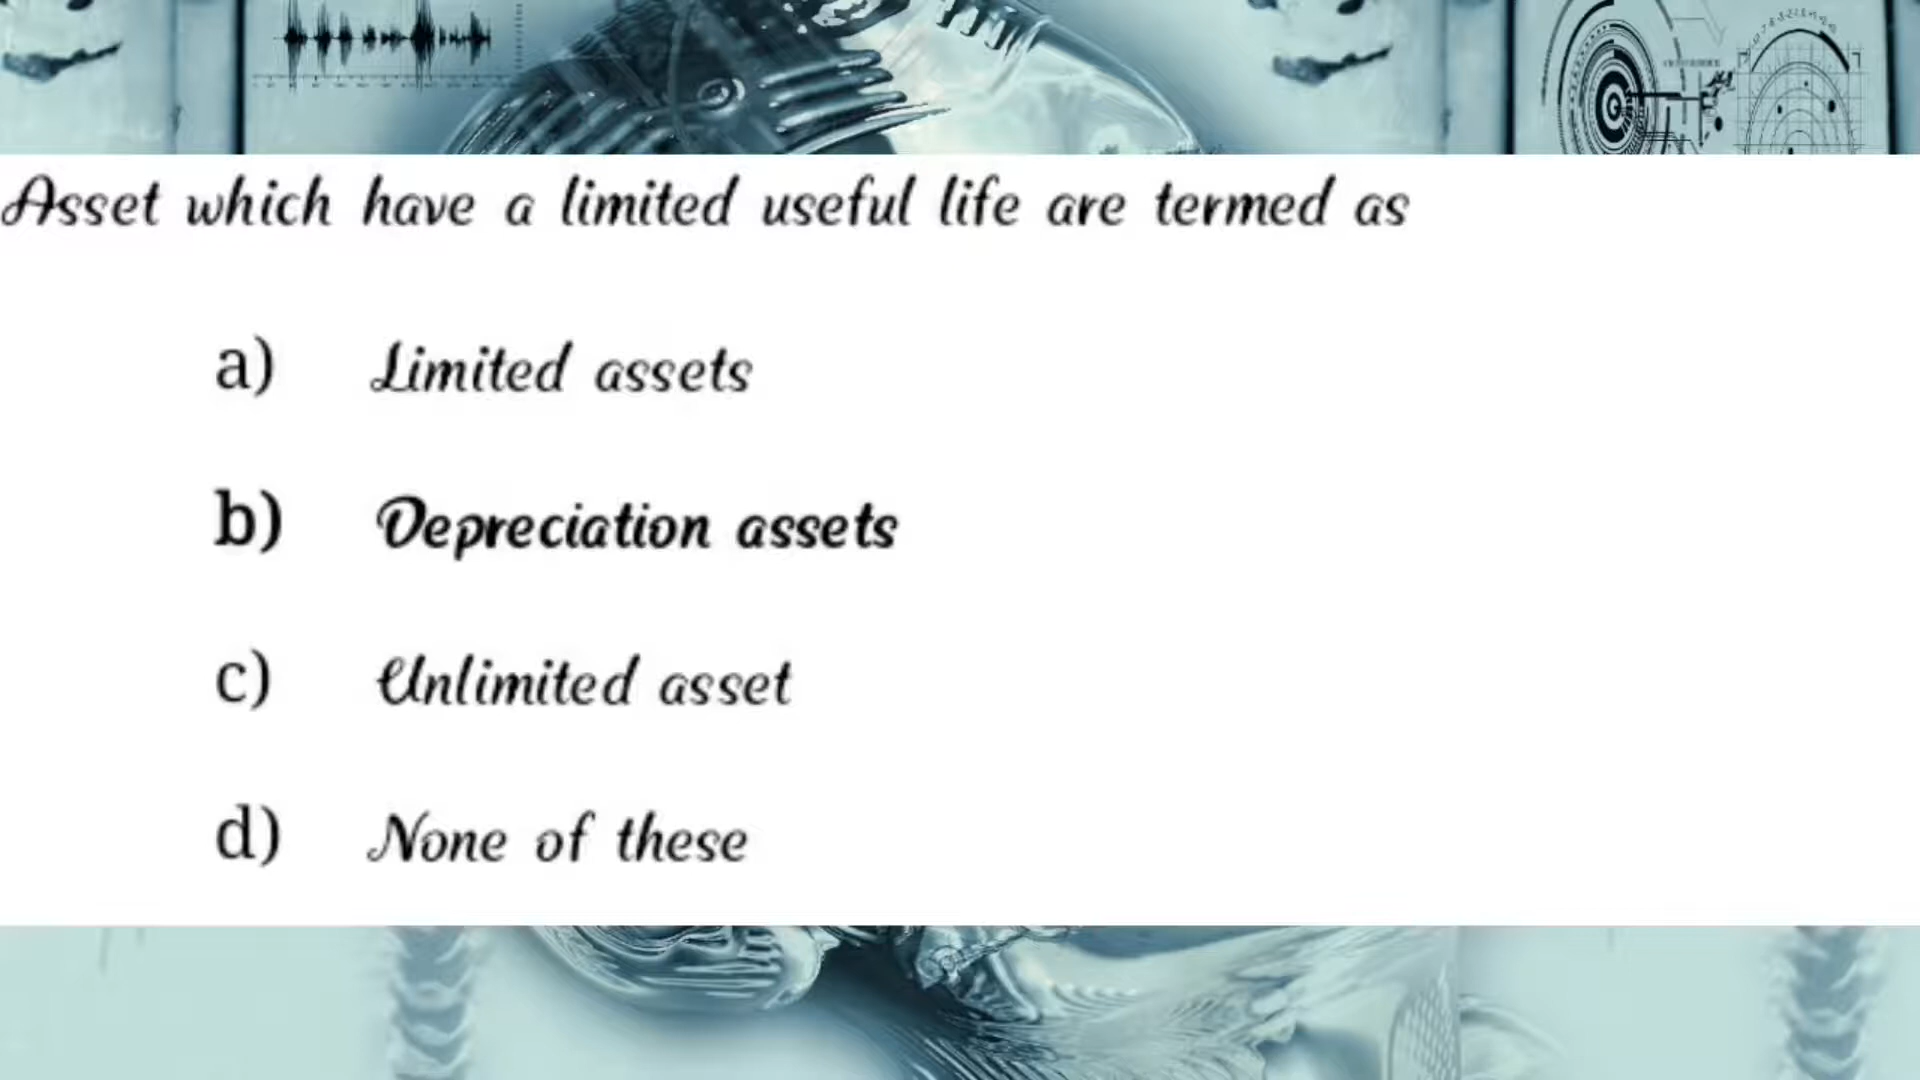 Asset which have a limited useful life are termed as
a) Limited assets
b) Depreciation assets
c) Unlimited asset
d) None of these